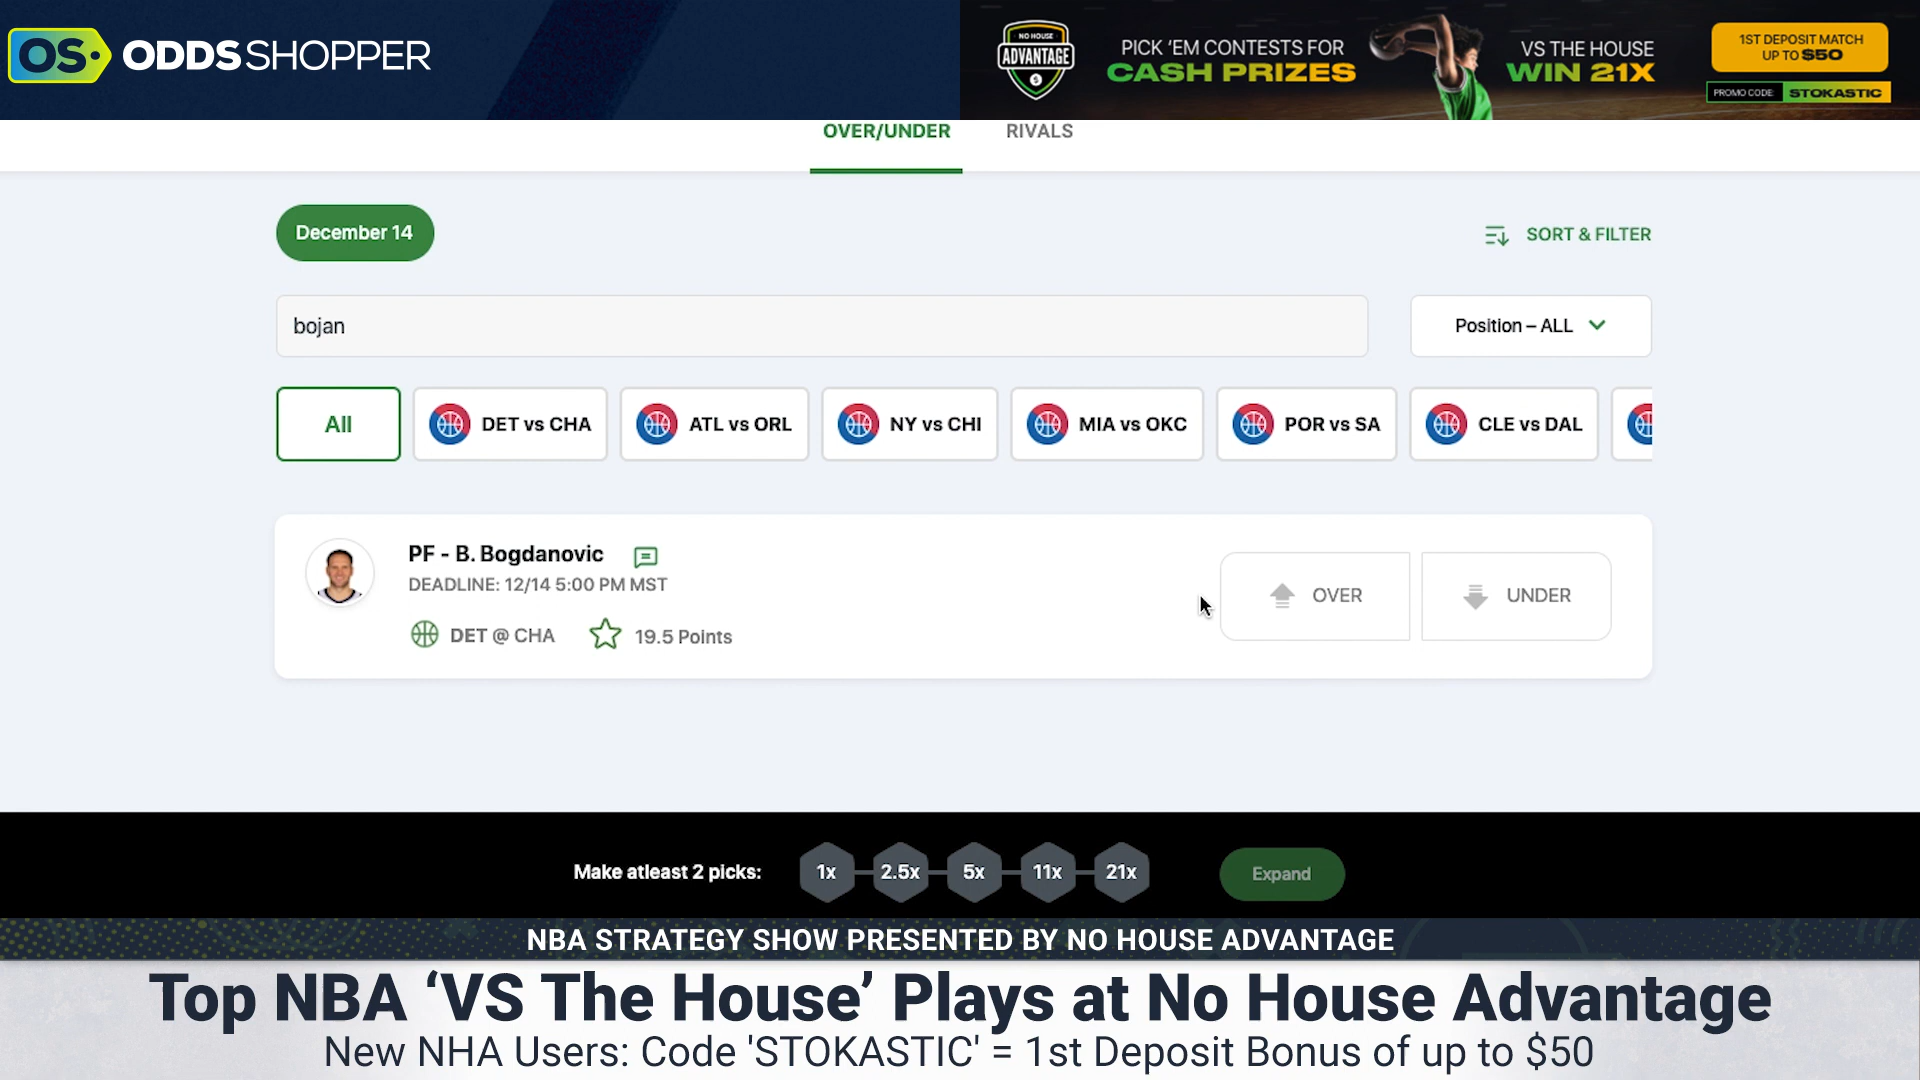 OS.
ODDSSHOPPER
NO HOUSE
ADVANTAGE
PICK ’EM CONTESTS FOR
CASH PRIZES
VS THE HOUSE
WIN 21X
1ST DEPOSIT MATCH
UP TO $50
PROMO CODE STOKASTIC
OVER/UNDER RIVALS
December 14
SORT & FILTER
bojan
Position – ALL
All DET vs CHA ATL vs ORL NY vs CHI MIA vs OKC POR vs SA CLE vs DAL
PF - B. Bogdanovic
DEADLINE: 12/14 5:00 PM MST
DET @ CHA 19.5 Points
OVER UNDER
Make atleast 2 picks: 1x 2.5x 5x 11x 21x Expand
NBA STRATEGY SHOW PRESENTED BY NO HOUSE ADVANTAGE
Top NBA ‘VS The House’ Plays at No House Advantage
New NHA Users: Code 'STOKASTIC' = 1st Deposit Bonus of up to $50